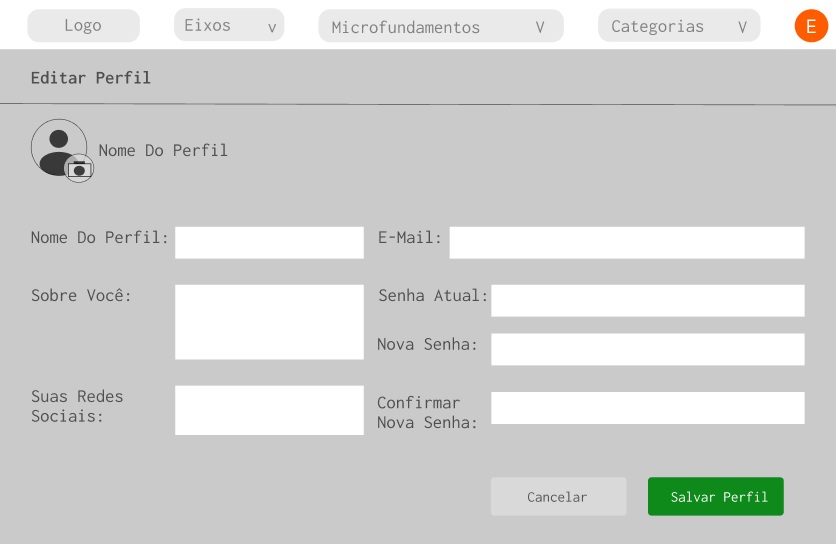 Logo
Eixos v
Microfundamentos V
Categorias V
E
Editar Perfil
Nome Do Perfil
Nome Do Perfil:
E-Mail:
Sobre Você:
Senha Atual:
Nova Senha:
Suas Redes
Sociais:
Confirmar
Nova Senha:
Cancelar
Salvar Perfil